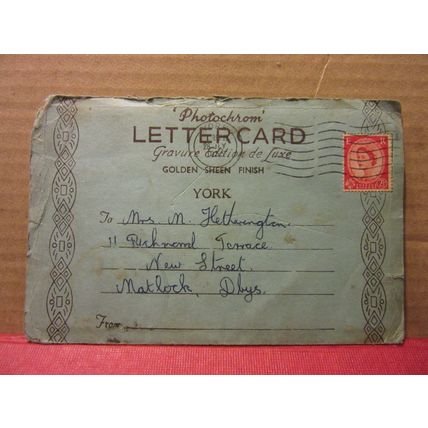 'Photochrom'
LETTERCARD
Gravure Edition de Luxe
GOLDEN SHEEN FINISH
YORK
To Mrs. M. Hetherington.
11 Richmond Terrace
New Street.
Matlock, Dbys.
From